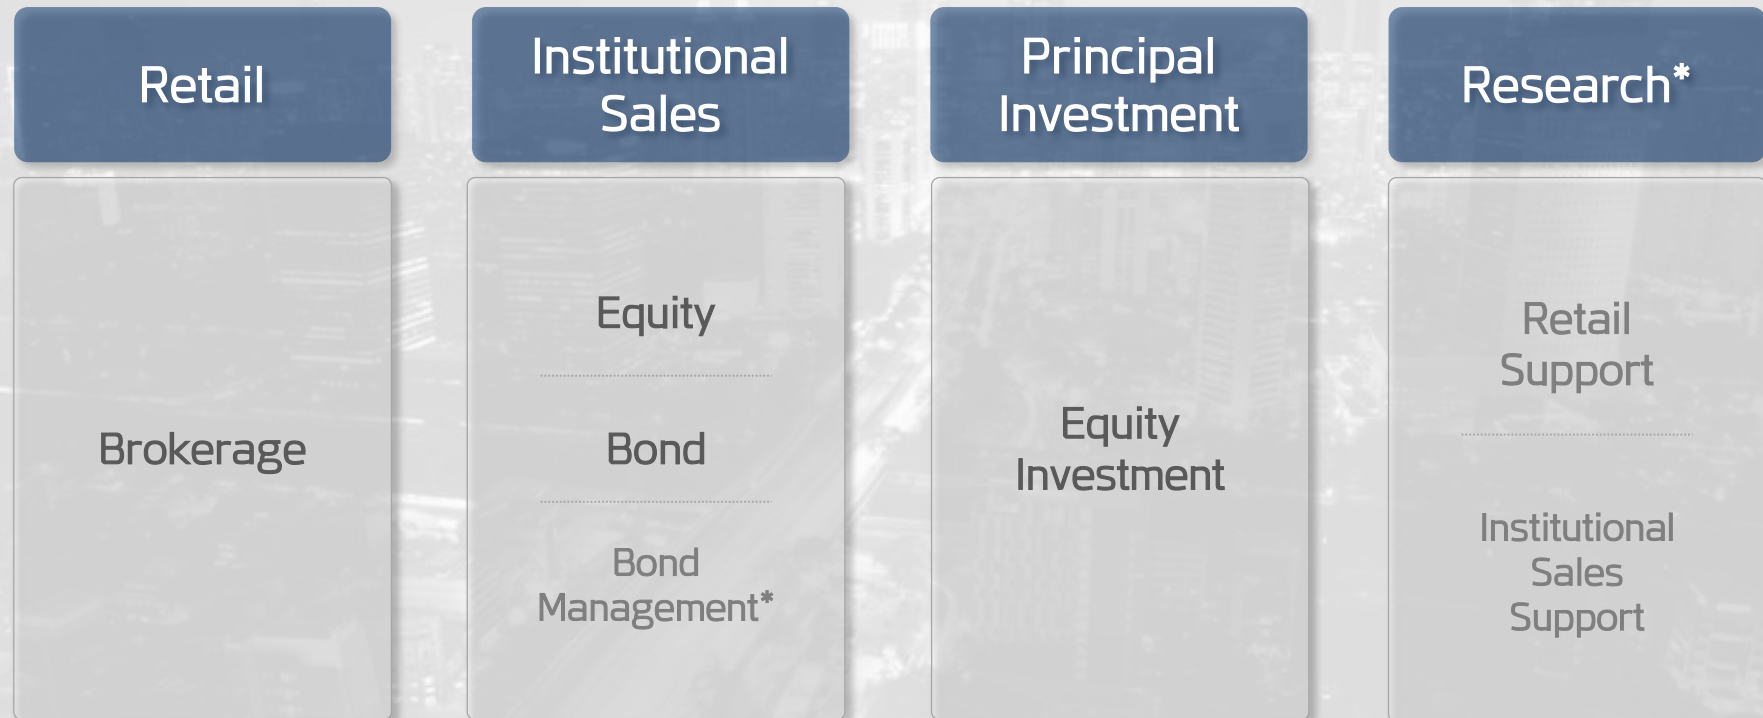 Retail
Brokerage
Institutional
Sales
Equity
Bond
Bond
Management*
Principal
Investment
Equity
Investment
Research*
Retail
Support
Institutional
Sales
Support